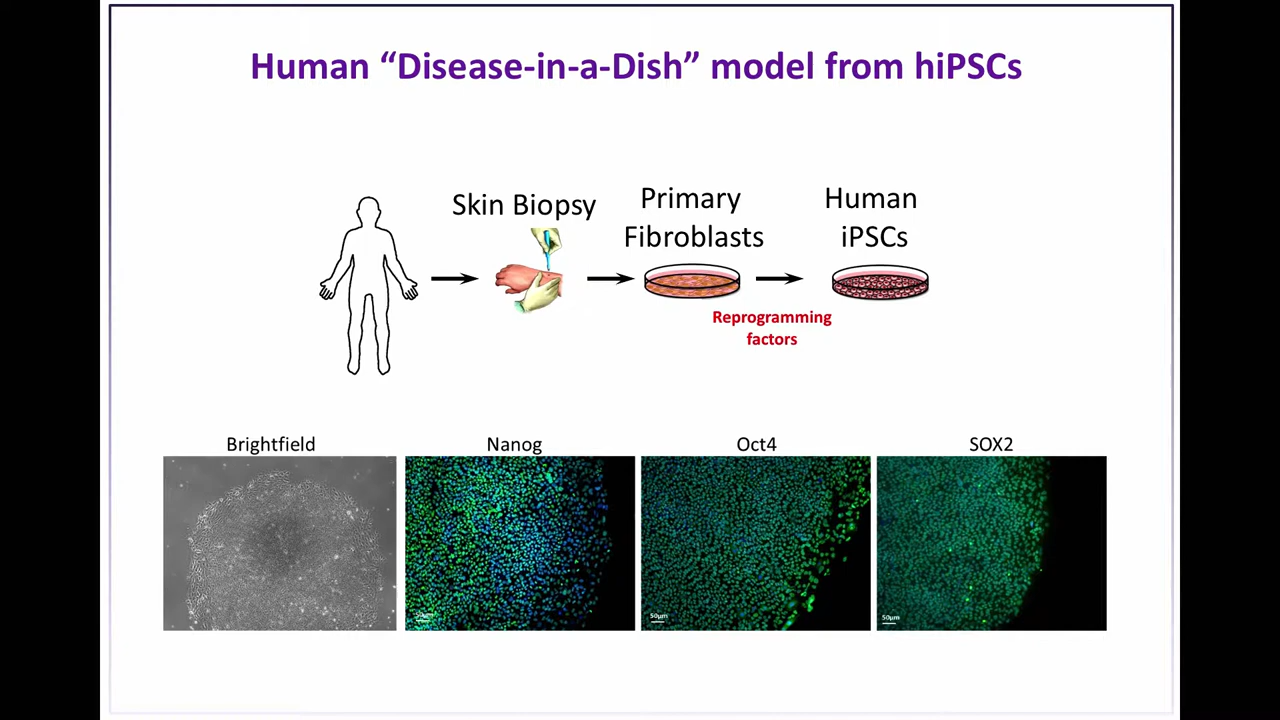 Human “Disease-in-a-Dish” model from hiPSCs
Skin Biopsy
Primary
Fibroblasts
Human
iPSCs
Reprogramming
factors
Brightfield
Nanog
Oct4
SOX2
50μm
50μm
50μm